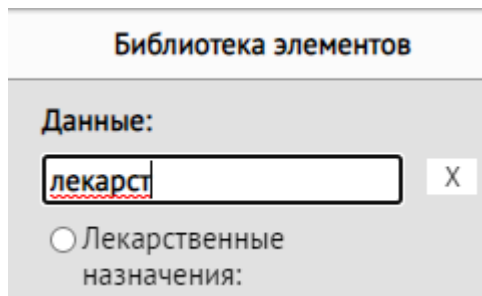 Библиотека элементов
Данные:
лекарст
X
Лекарственные
назначения: